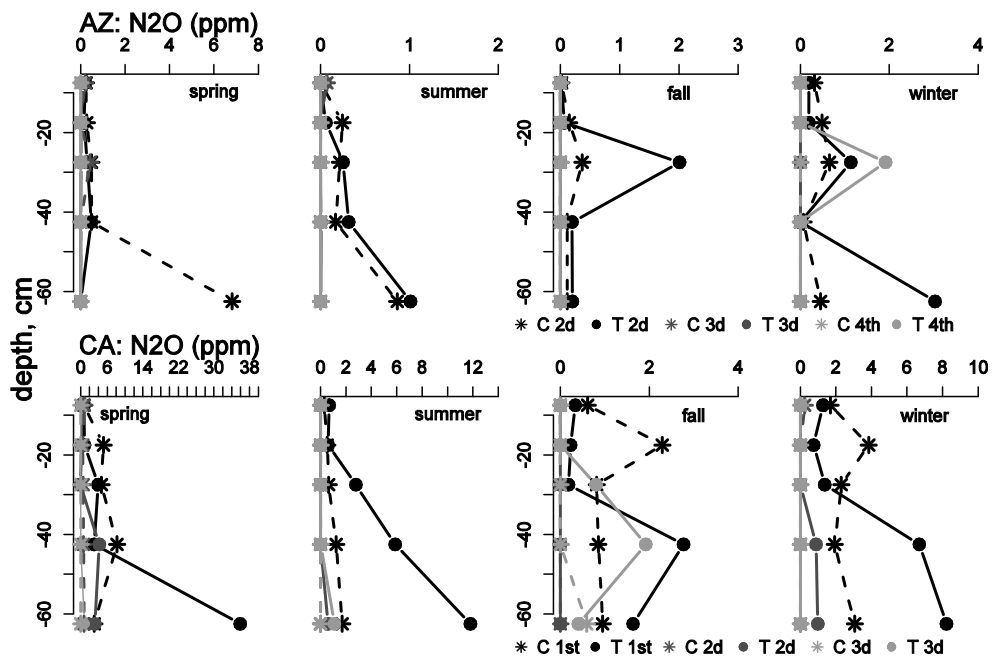 AZ: N2O (ppm)
0 2 4 6 8
0 1 2
0 1 2 3
0 2 4
spring
summer
fall
winter
-20
-40
-60
C 2d T 2d C 3d T 3d C 4th T 4th
depth, cm
CA: N2O (ppm)
0 6 14 22 30 38
0 2 4 6 8 12
0 2 4
0 2 4 6 8 10
spring
summer
fall
winter
-20
-40
-60
C 1st T 1st C 2d T 2d C 3d T 3d